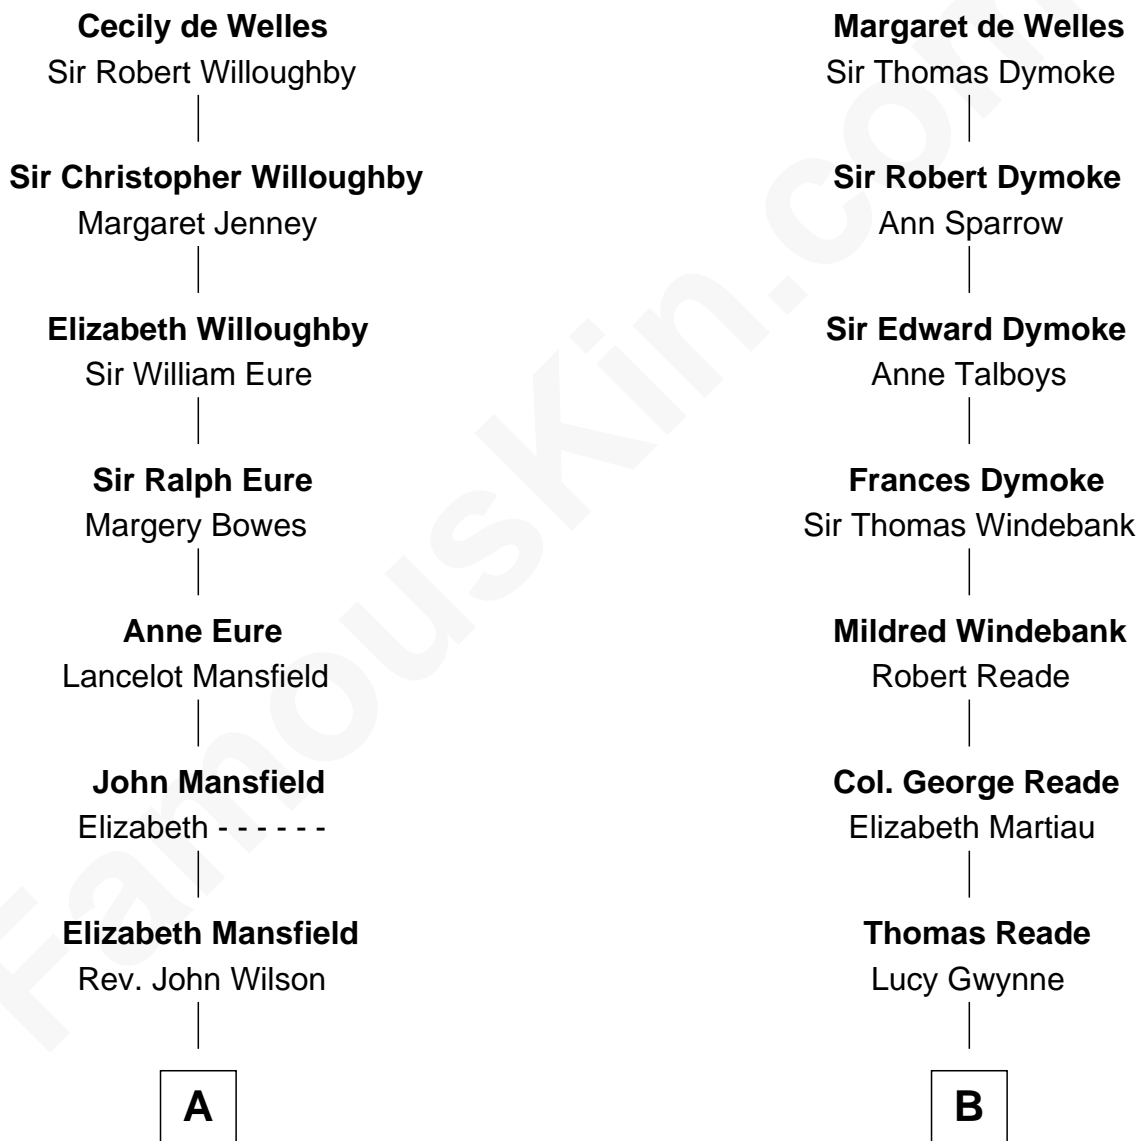 Cecily de Welles
Sir Robert Willoughby
Sir Christopher Willoughby
Margaret Jenney
Elizabeth Willoughby
Sir William Eure
Sir Ralph Eure
Margery Bowes
Anne Eure
Lancelot Mansfield
John Mansfield
Elizabeth - - - - - -
Elizabeth Mansfield
Rev. John Wilson
A
Margaret de Welles
Sir Thomas Dymoke
Sir Robert Dymoke
Ann Sparrow
Sir Edward Dymoke
Anne Talboys
Frances Dymoke
Sir Thomas Windebank
Mildred Windebank
Robert Reade
Col. George Reade
Elizabeth Martiau
Thomas Reade
Lucy Gwynne
B
FamousKin.com